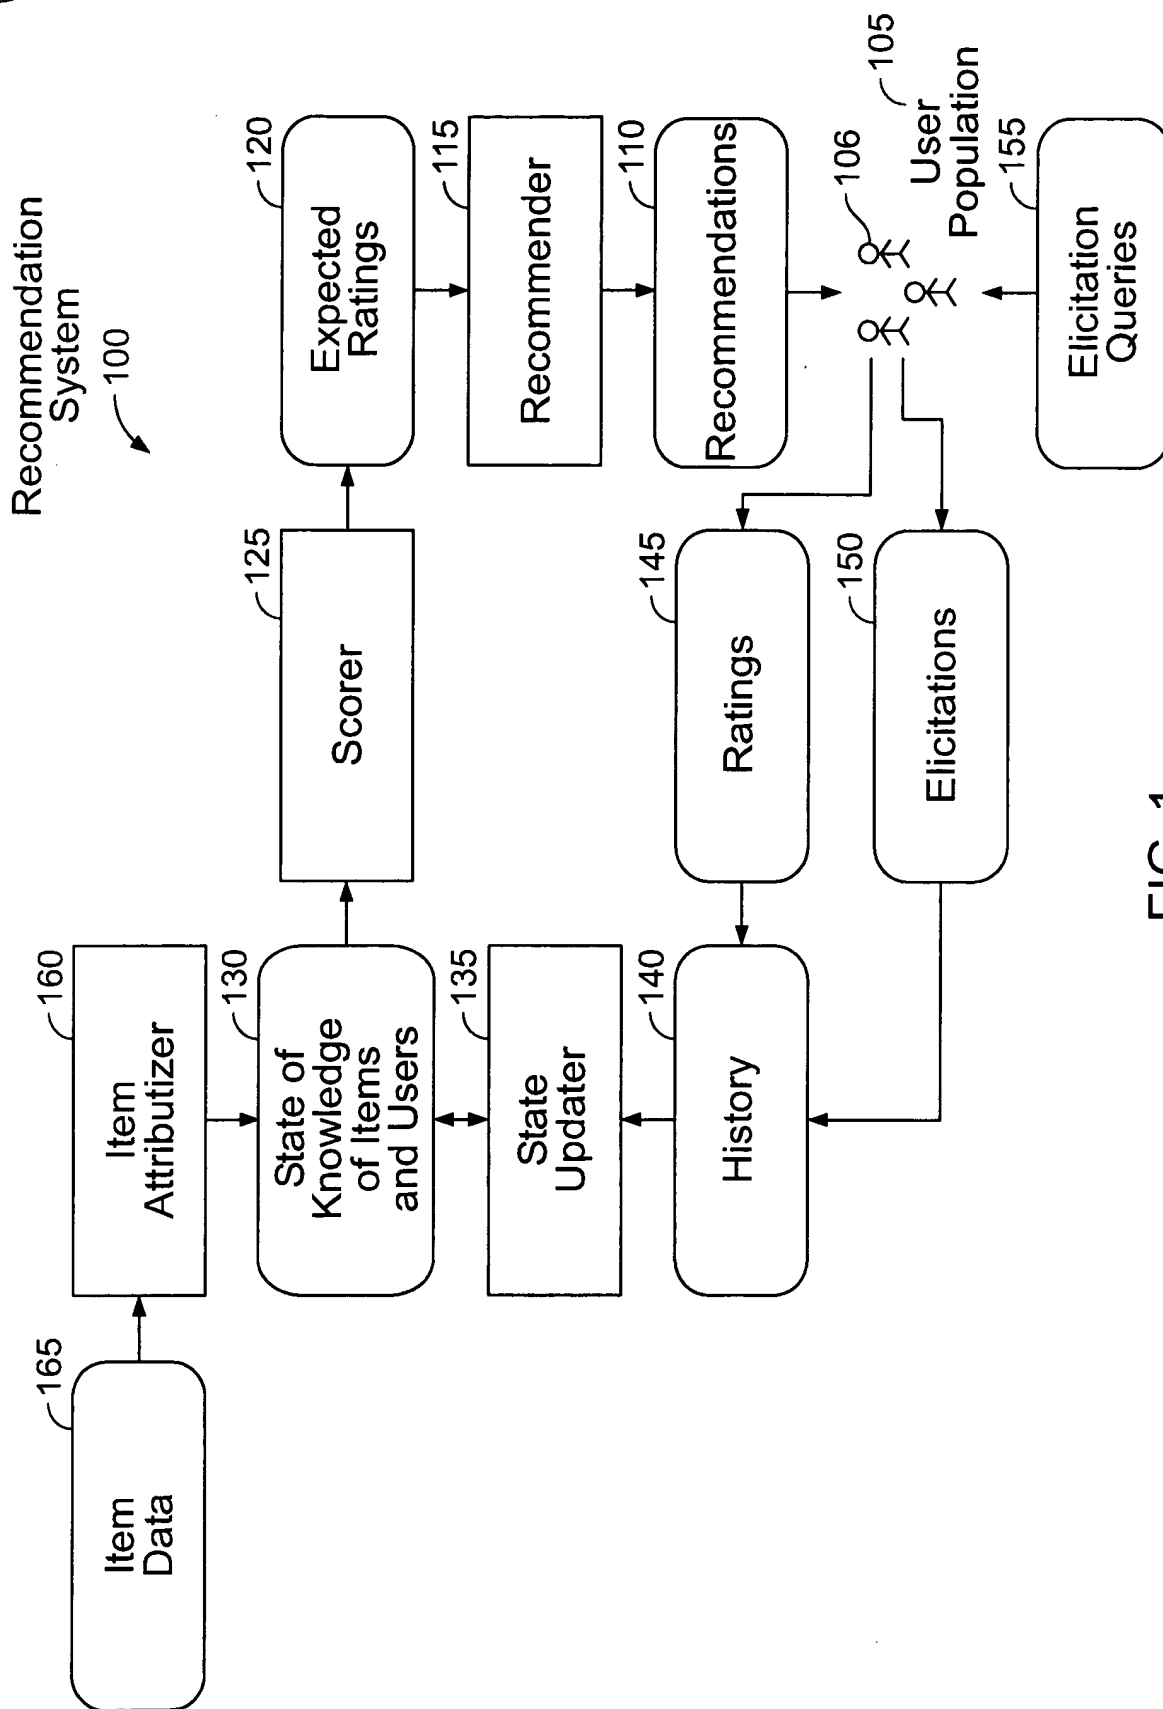 Recommendation
System
100
165
Item
Data
160
Item
Attributizer
130
State of
Knowledge
of Items
and Users
125
Scorer
120
Expected
Ratings
135
State
Updater
115
Recommender
140
History
145
Ratings
110
Recommendations
150
Elicitations
106
105
User
Population
155
Elicitation
Queries
FIG. 1